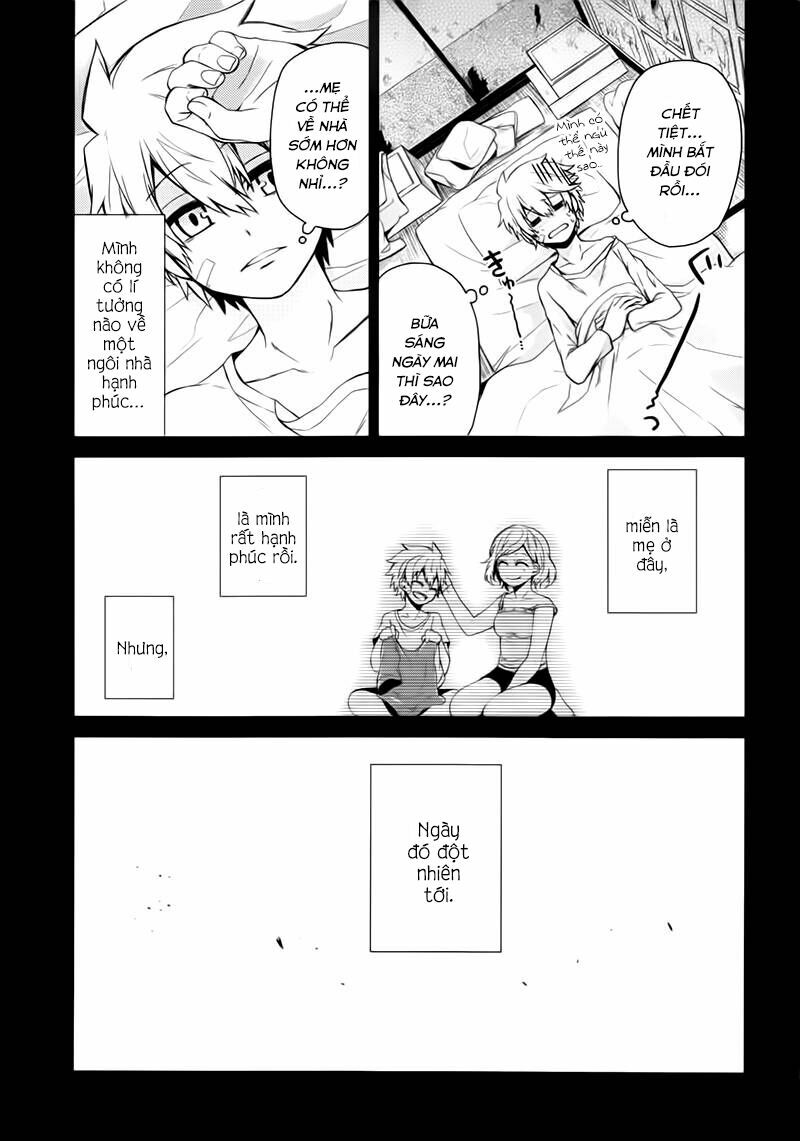 CHẾT
TIỆT...
MÌNH BẮT
ĐẦU ĐÓI
RỒI...
Mình có
thể ngủ
thế này
sao...
きゅ〜
BỮA
SÁNG
NGÀY MAI
THÌ SAO
ĐÂY...?
...MẸ
CÓ THỂ
VỀ NHÀ
SỚM HƠN
KHÔNG
NHỈ...?
Mình
không
có lí
tưởng
nào về
một
ngôi nhà
hạnh
phúc...
miễn là
mẹ ở
đây,
là mình
rất hạnh
phúc rồi.
Nhưng,
Ngày
đó đột
nhiên
tới.